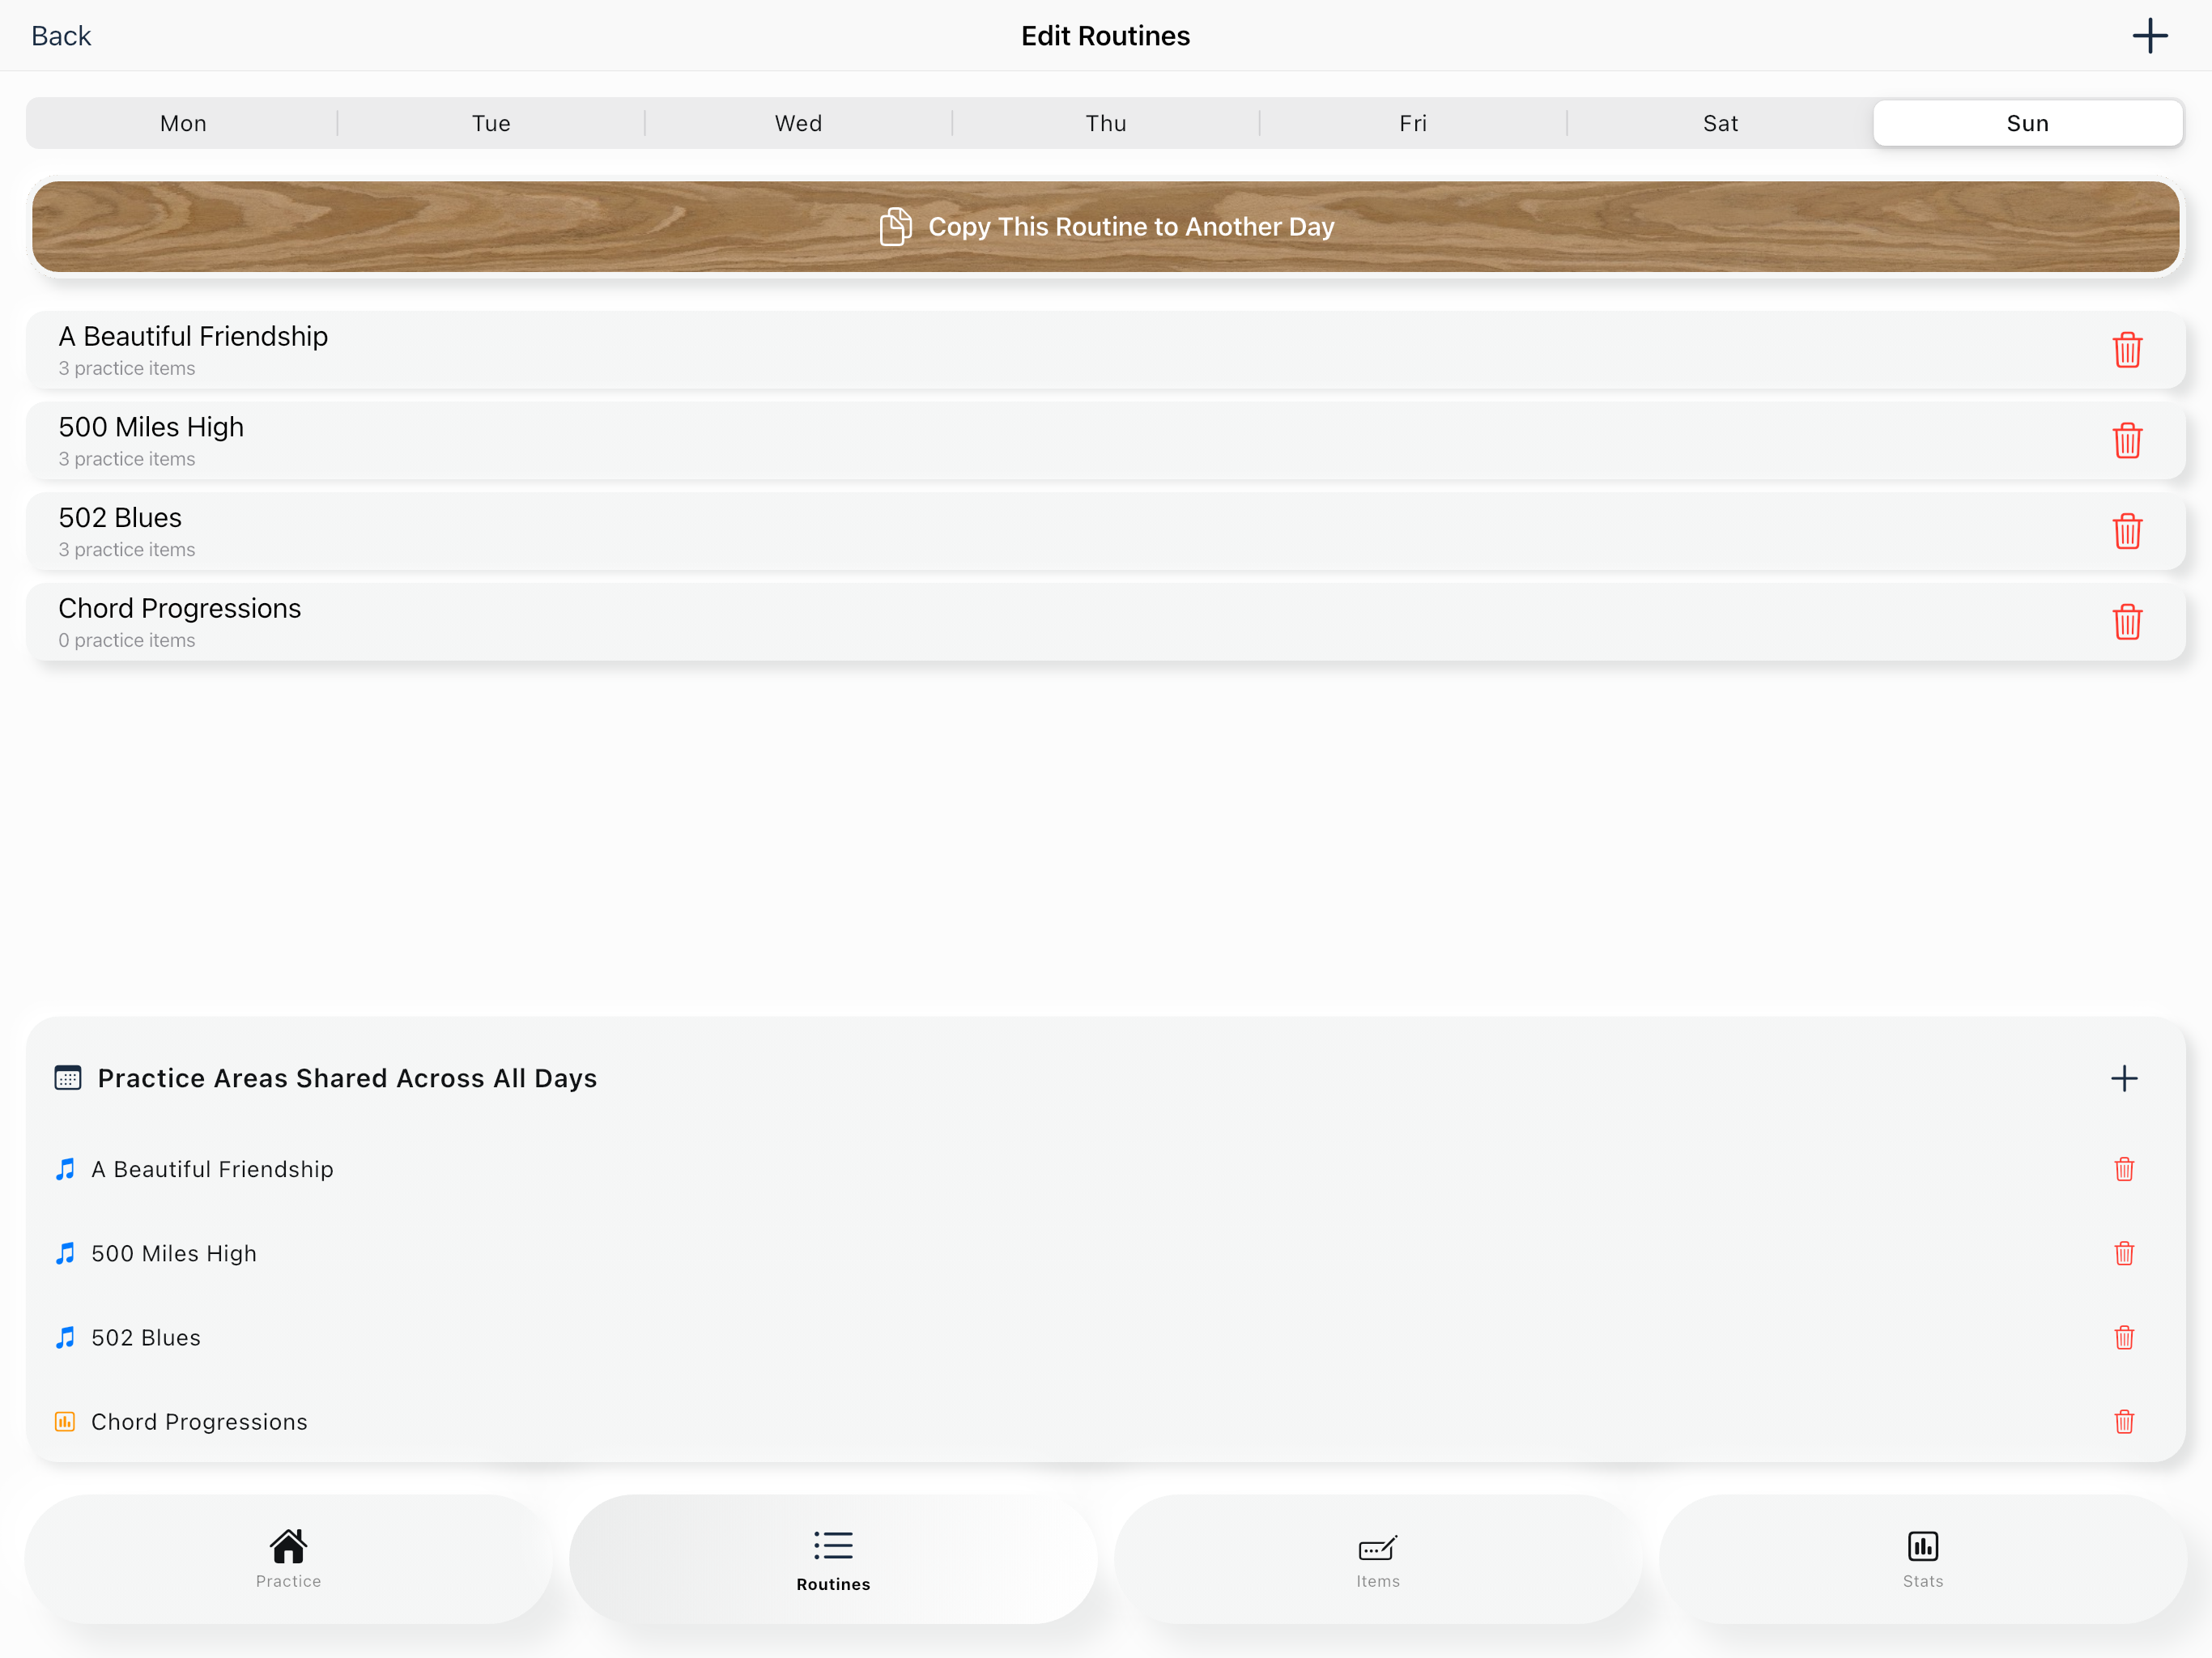 Back
Edit Routines
Mon Tue Wed Thu Fri Sat Sun
Copy This Routine to Another Day
A Beautiful Friendship
3 practice items
500 Miles High
3 practice items
502 Blues
3 practice items
Chord Progressions
0 practice items
Practice Areas Shared Across All Days
A Beautiful Friendship
500 Miles High
502 Blues
Chord Progressions
Practice
Routines
Items
Stats